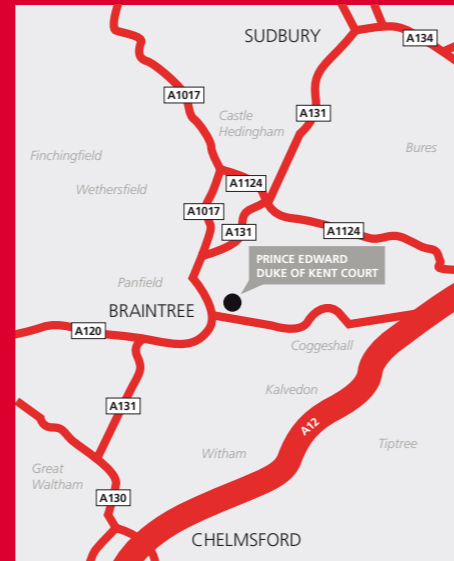 SUDBURY
A134
A1017
A131
Castle
Hedingham
Bures
Finchingfield
A1124
Wethersfield
A1017
A131
A1124
PRINCE EDWARD
DUKE OF KENT COURT
Panfield
BRAINTREE
A120
Coggeshall
Kalvedon
A131
A12
Tiptree
Witham
Great
Waltham
A130
CHELMSFORD